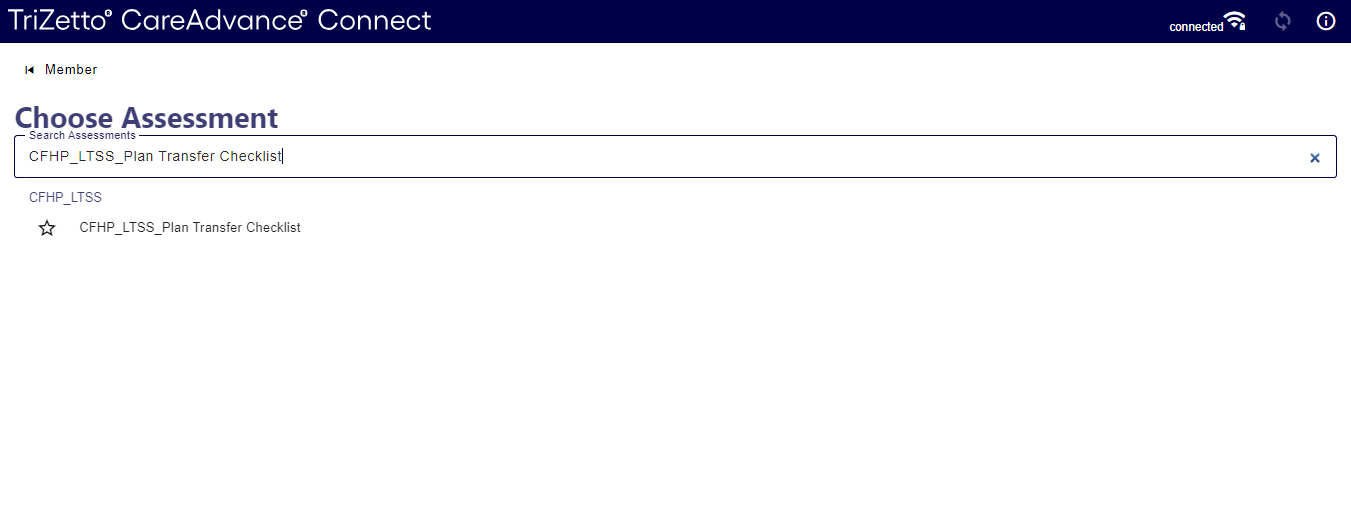 TriZetto® CareAdvance® Connect
connected
Member
Choose Assessment
Search Assessments
CFHP_LTSS_Plan Transfer Checklist
CFHP_LTSS
CFHP_LTSS_Plan Transfer Checklist